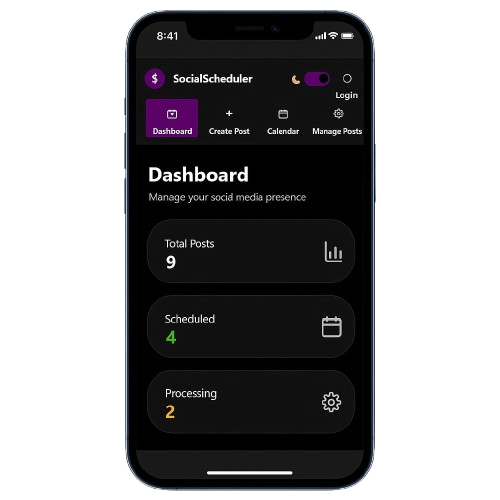 8:41
$ SocialScheduler
Login
Dashboard + Create Post Calendar Manage Posts
Dashboard
Manage your social media presence
Total Posts
9
Scheduled
4
Processing
2